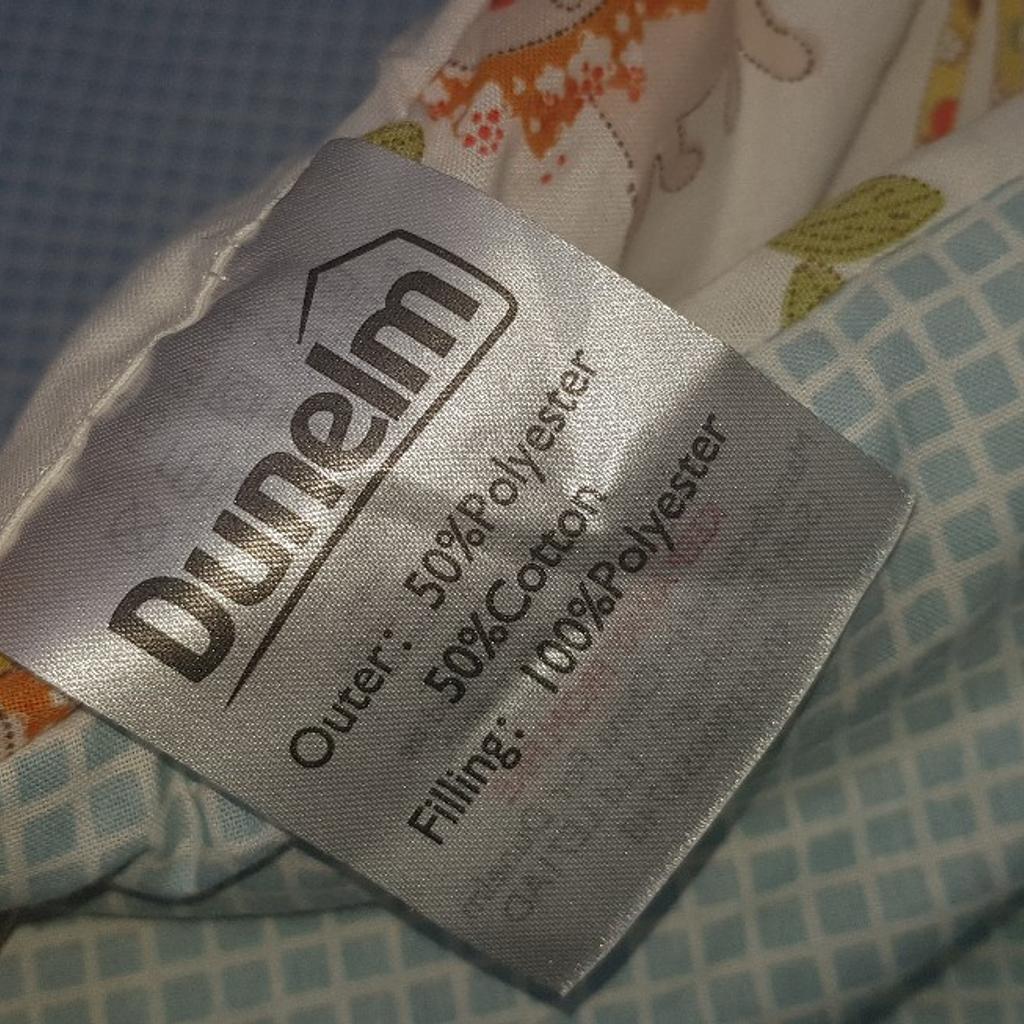 Dunelm
Outer: 50%Polyester
50%Cotton
Filling: 100%Polyester